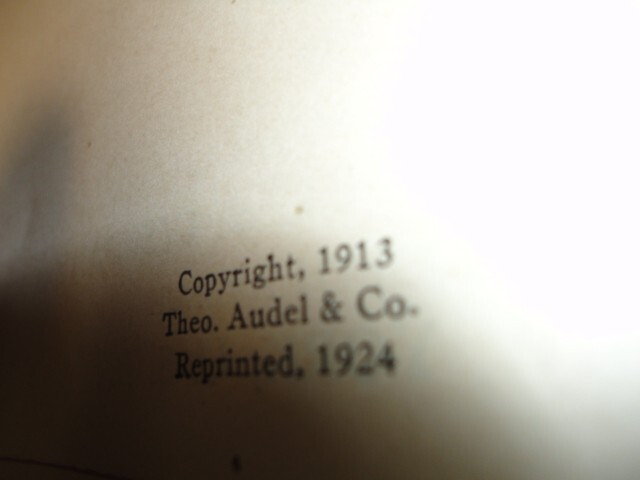 Copyright, 1913
Theo. Audel & Co.
Reprinted, 1924